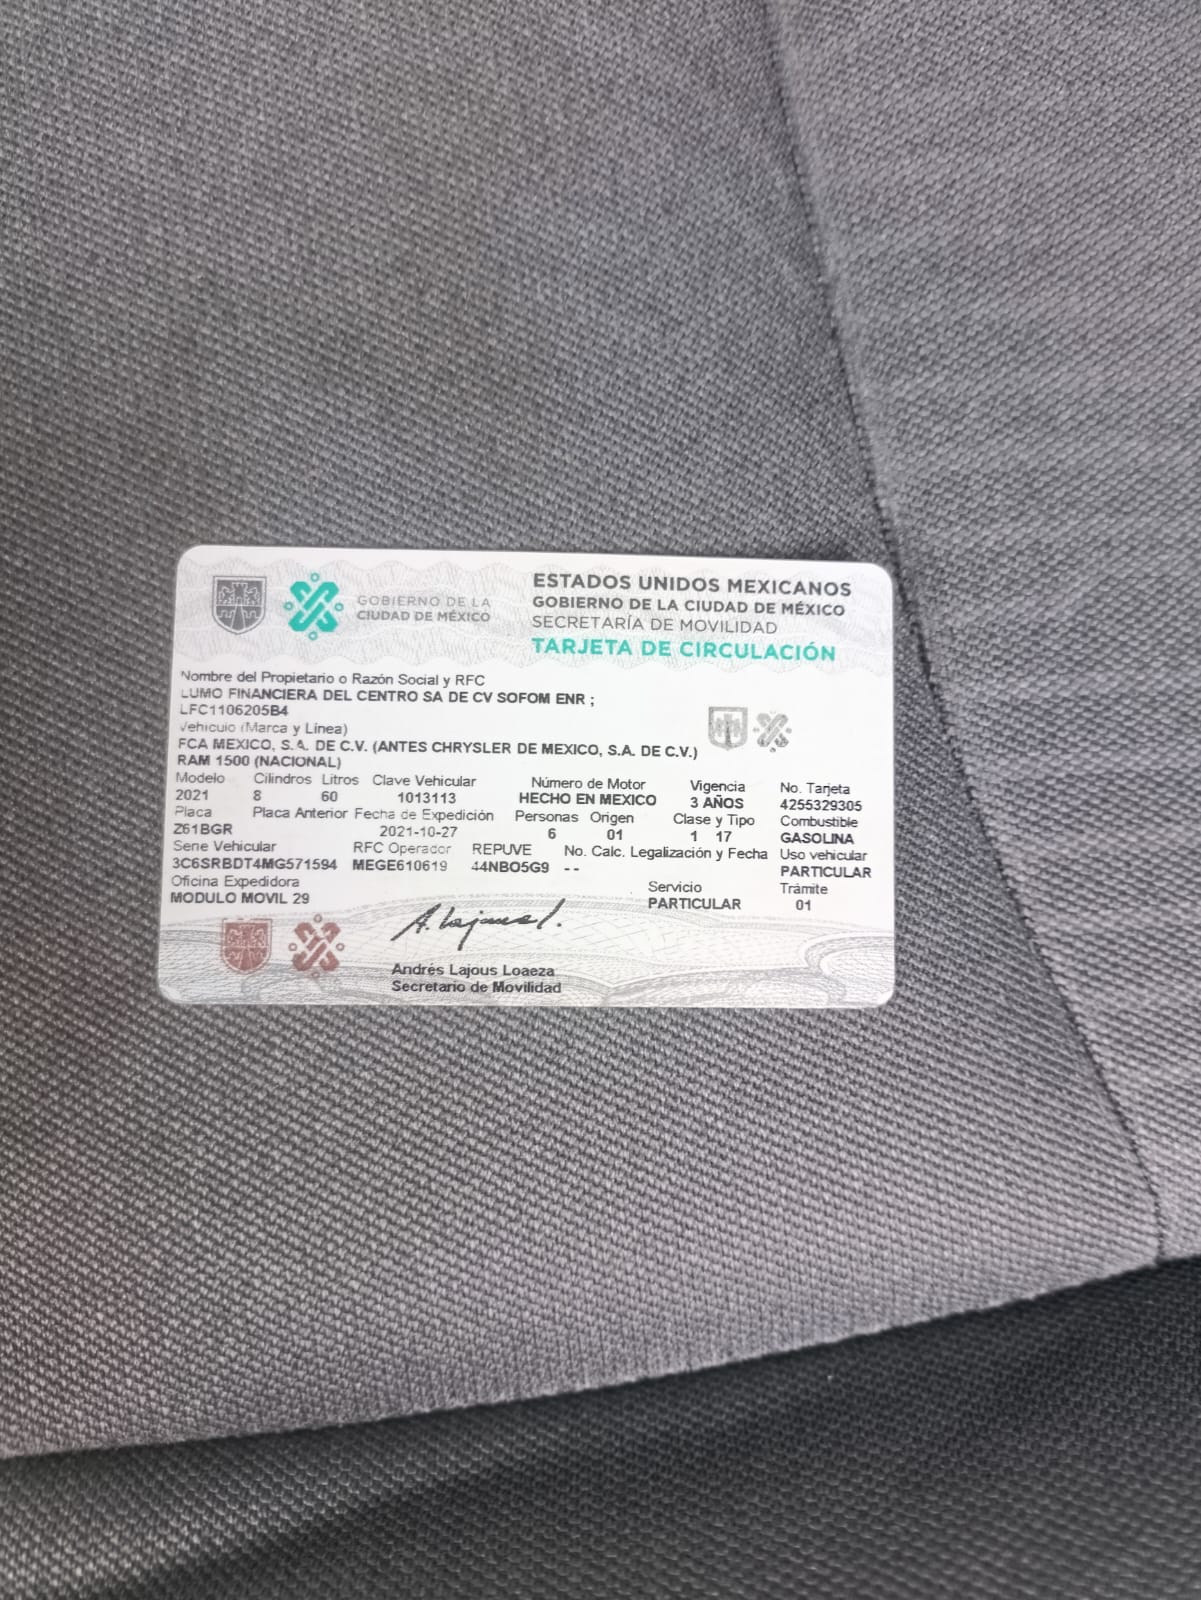 GOBIERNO DE LA
CIUDAD DE MÉXICO
ESTADOS UNIDOS MEXICANOS
GOBIERNO DE LA CIUDAD DE MÉXICO
SECRETARÍA DE MOVILIDAD
TARJETA DE CIRCULACIÓN
Nombre del Propietario o Razón Social y RFC
LUMO FINANCIERA DEL CENTRO SA DE CV SOFOM ENR ;
LFC1106205B4
Vehículo (Marca y Línea)
FCA MEXICO, S.A. DE C.V. (ANTES CHRYSLER DE MEXICO, S.A. DE C.V.)
RAM 1500 (NACIONAL)
Modelo Cilindros Litros Clave Vehicular Número de Motor Vigencia No. Tarjeta
2021 8 60 1013113 HECHO EN MEXICO 3 AÑOS 4255329305
Placa Placa Anterior Fecha de Expedición Personas Origen Clase y Tipo Combustible
Z61BGR 2021-10-27 6 01 1 17 GASOLINA
Serie Vehicular RFC Operador REPUVE No. Calc. Legalización y Fecha Uso vehicular
3C6SRBDT4MG571594 MEGE610619 44NBO5G9 -- PARTICULAR
Oficina Expedidora Servicio Trámite
MODULO MOVIL 29 PARTICULAR 01
A. Lajous L.
Andrés Lajous Loaeza
Secretario de Movilidad